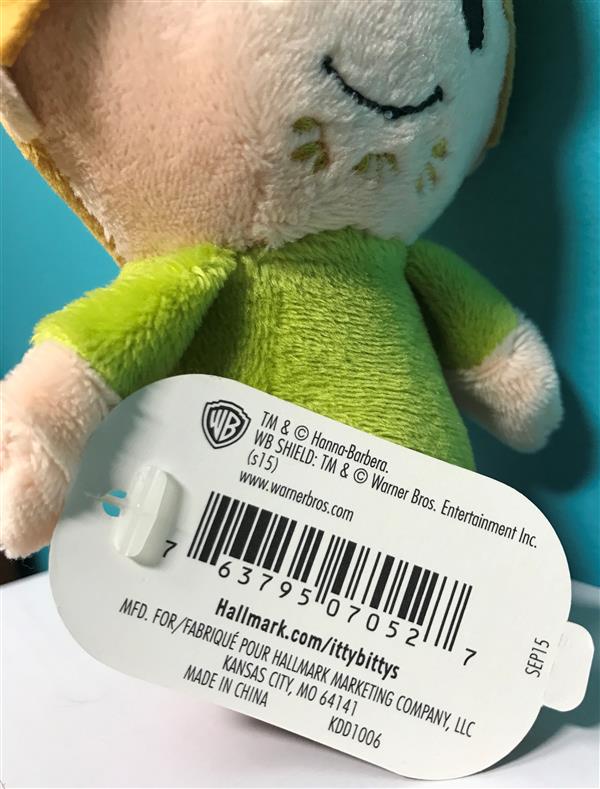 WB
TM & © Hanna-Barbera.
WB SHIELD: TM & © Warner Bros. Entertainment Inc.
(s15)
www.warnerbros.com
7 63795 07052 7
Hallmark.com/ittybittys
MFD. FOR/FABRIQUÉ POUR HALLMARK MARKETING COMPANY, LLC
KANSAS CITY, MO 64141
MADE IN CHINA
KDD1006
SEP15